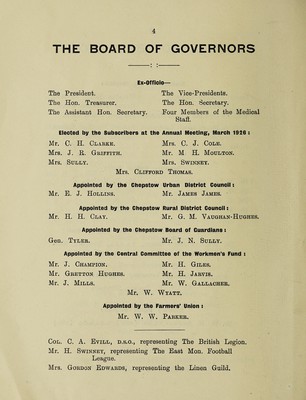 4
THE BOARD OF GOVERNORS
Ex-Officio—
The President. The Vice-Presidents.
The Hon. Treasurer. The Hon. Secretary.
The Assistant Hon. Secretary. Four Members of the Medical
Staff.
Elected by the Subscribers at the Annual Meeting, March 1926 :
Mr. C. H. Clarke. Mrs. C. J. Cole.
Mrs. J. R. Griffith. Mr. M H. Moulton.
Mrs. Sully. Mrs. Swinney.
Mrs. Clifford Thomas.
Appointed by the Chepstow Urban District Council :
Mr. E. J. Hollins. Mr. James James.
Appointed by the Chepstow Rural District Council :
Mr. H. H. Clay. Mr. G. M. Vaughan-Hughes.
Appointed by the Chepstow Board of Guardians :
Gen. Tyler. Mr. J. N. Sully.
Appointed by the Central Committee of the Workmen's Fund :
Mr. J. Champion. Mr. H. Giles.
Mr. Gretton Hughes. Mr. H. Jarvis.
Mr. J. Mills. Mr. W. Gallacher.
Mr. W. Wyatt.
Appointed by the Farmers' Union :
Mr. W. W. Parker.
Col. C. A. Evill, D.S.O., representing The British Legion.
Mr. H. Swinney, representing The East Mon. Football
League.
Mrs. Gordon Edwards, representing the Linen Guild.